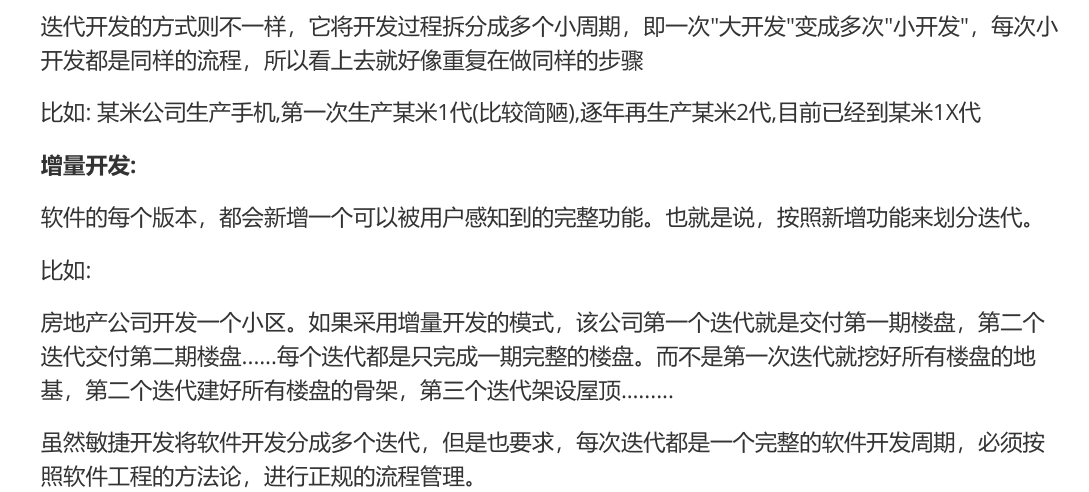 迭代开发的方式则不一样，它将开发过程拆分成多个小周期，即一次"大开发"变成多次"小开发"，每次小
开发都是同样的流程，所以看上去就好像重复在做同样的步骤
比如: 某米公司生产手机,第一次生产某米1代(比较简陋),逐年再生产某米2代,目前已经到某米1X代
增量开发:
软件的每个版本，都会新增一个可以被用户感知到的完整功能。也就是说，按照新增功能来划分迭代。
比如:
房地产公司开发一个小区。如果采用增量开发的模式，该公司第一个迭代就是交付第一期楼盘，第二个
迭代交付第二期楼盘......每个迭代都是只完成一期完整的楼盘。而不是第一次迭代就挖好所有楼盘的地
基，第二个迭代建好所有楼盘的骨架，第三个迭代架设屋顶.........
虽然敏捷开发将软件开发分成多个迭代，但是也要求，每次迭代都是一个完整的软件开发周期，必须按
照软件工程的方法论，进行正规的流程管理。